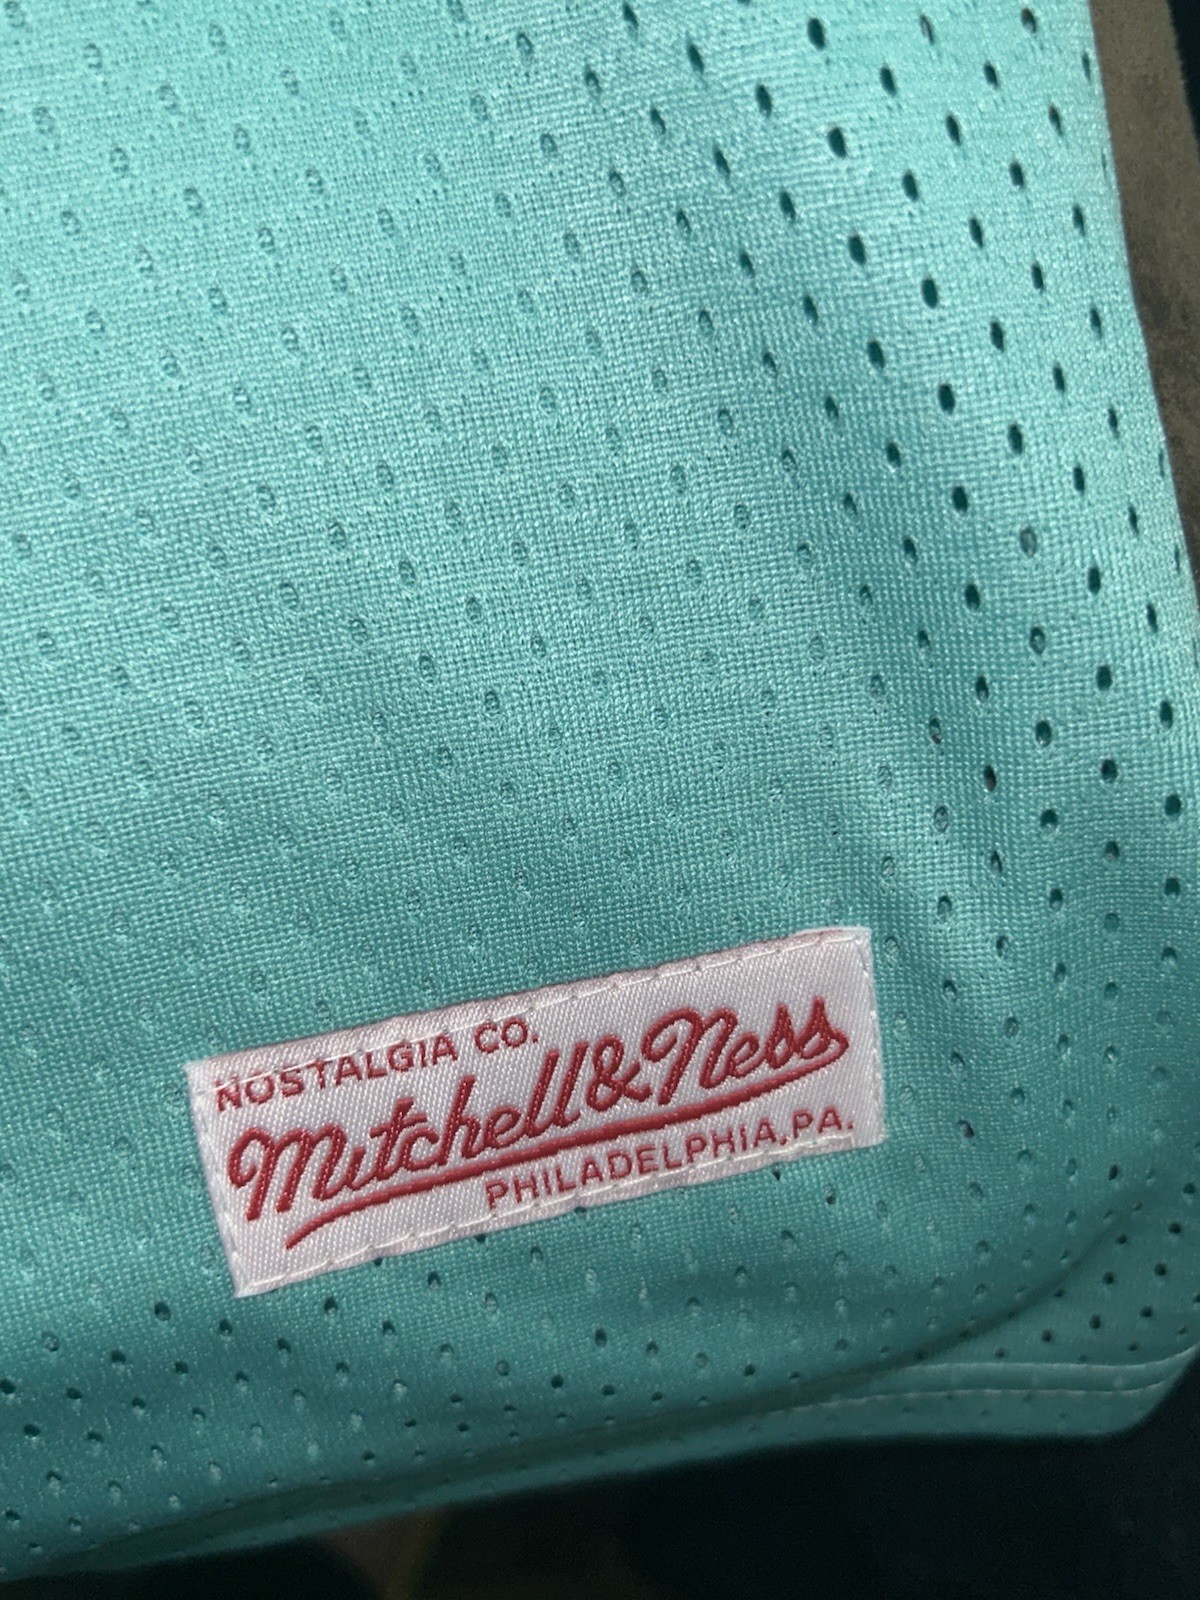 NOSTALGIA CO.
Mitchell & Ness
PHILADELPHIA, PA.